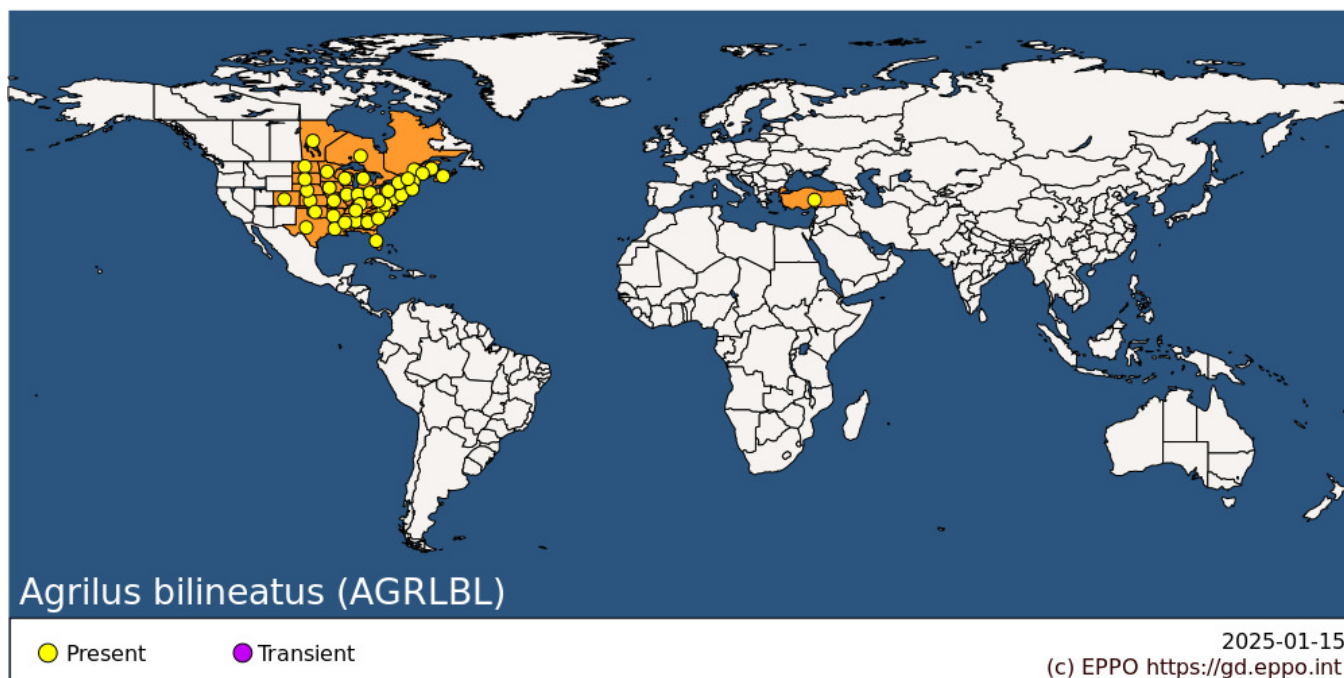 Agrilus bilineatus (AGRLBL)
Present
Transient
2025-01-15
(c) EPPO https://gd.eppo.int